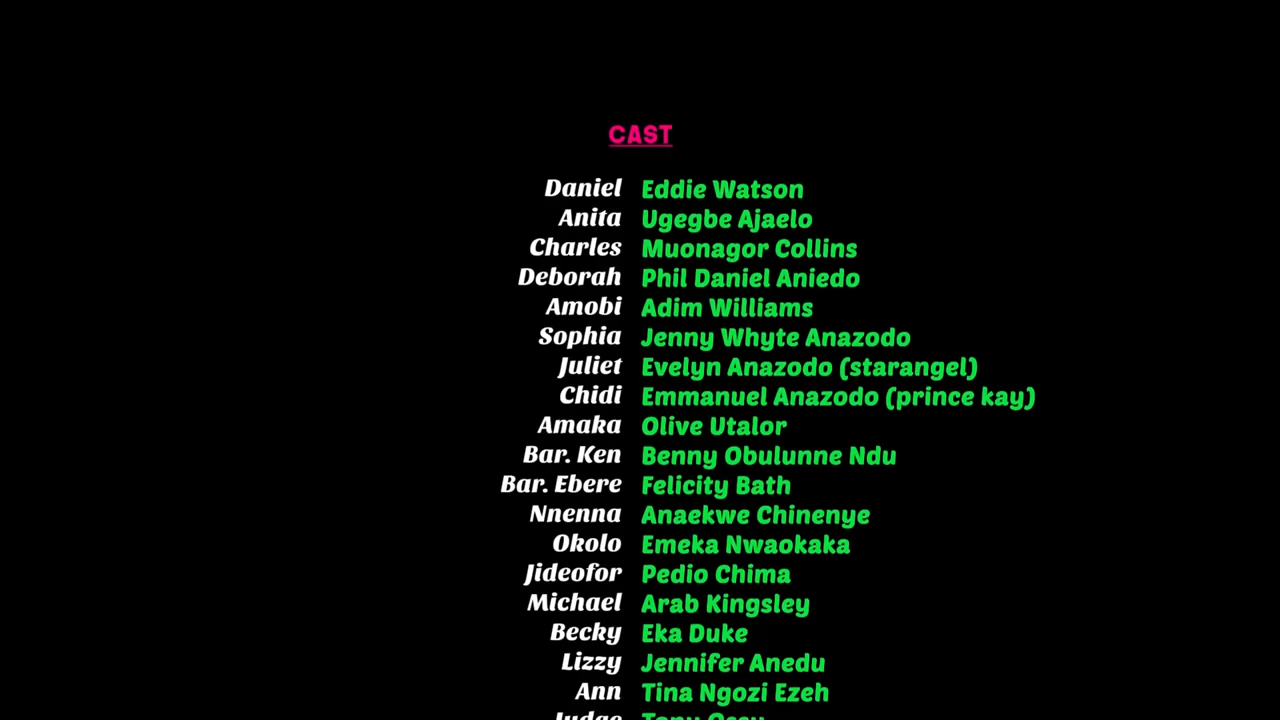 CAST
Daniel Eddie Watson
Anita Ugegbe Ajaelo
Charles Muonagor Collins
Deborah Phil Daniel Aniedo
Amobi Adim Williams
Sophia Jenny Whyte Anazodo
Juliet Evelyn Anazodo (starangel)
Chidi Emmanuel Anazodo (prince kay)
Amaka Olive Utalor
Bar. Ken Benny Obulunne Ndu
Bar. Ebere Felicity Bath
Nnenna Anaekwe Chinenye
Okolo Emeka Nwaokaka
Jideofor Pedio Chima
Michael Arab Kingsley
Becky Eka Duke
Lizzy Jennifer Anedu
Ann Tina Ngozi Ezeh
Judge Tony